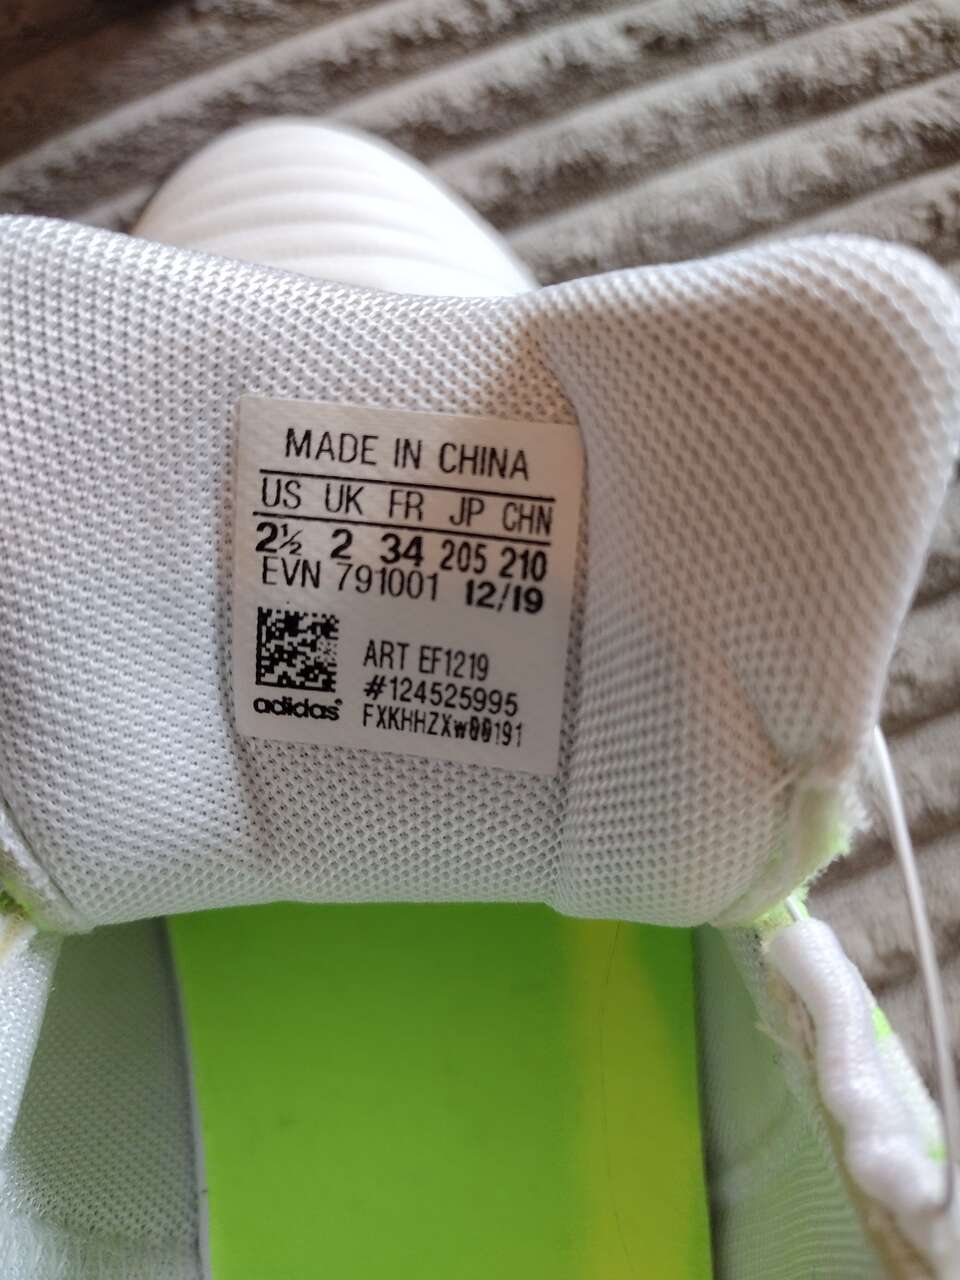 MADE IN CHINA
US UK FR JP CHN
2½ 2 34 205 210
EVN 791001 12/19
ART EF1219
#124525995
adidas
FXKHHZXw00191